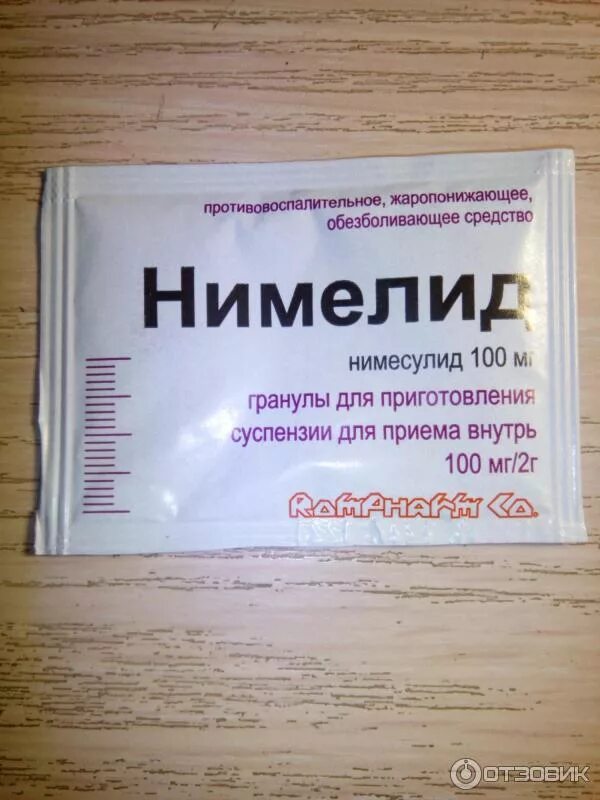 противовоспалительное, жаропонижающее,
обезболивающее средство
Нимелид
нимесулид 100 мг
гранулы для приготовления
суспензии для приема внутрь
100 мг/2г
RomPharm Co.
ОТЗОВИК